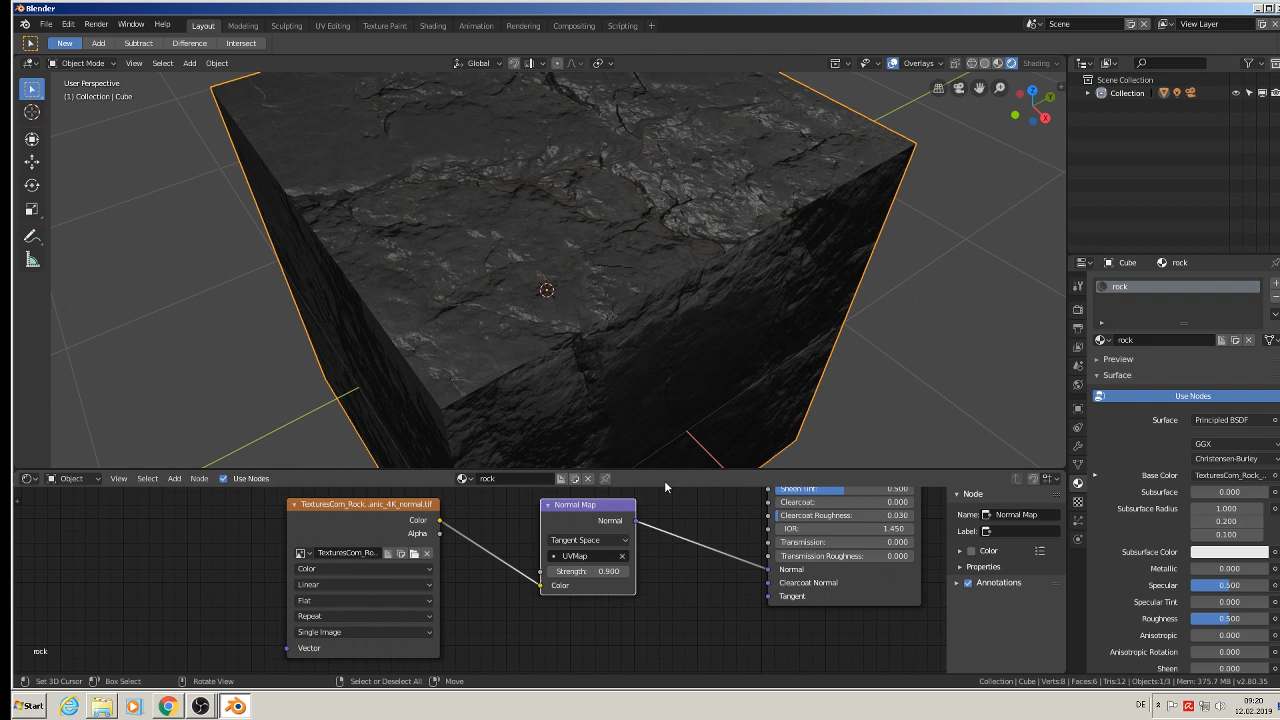 Blender
File Edit Render Window Help Layout Modeling Sculpting UV Editing Texture Paint Shading Animation Rendering Compositing Scripting + Scene View Layer
New Add Subtract Difference Intersect
Object Mode View Select Add Object Global Overlays Shading
User Perspective
(1) Collection | Cube
Z
Y
X
Scene Collection
Collection
Cube rock
rock
rock
Preview
Surface
Use Nodes
Surface Principled BSDF
GGX
Christensen-Burley
Base Color TexturesCom_Rock_...
Subsurface 0.000
Subsurface Radius 1.000
0.200
0.100
Subsurface Color
Metallic 0.000
Specular 0.500
Specular Tint 0.000
Roughness 0.500
Anisotropic 0.000
Anisotropic Rotation 0.000
Sheen 0.000
Object View Select Add Node Use Nodes rock
TexturesCom_Rock...anic_4K_normal.tif
Color
Alpha
TexturesCom_Ro...
Color
Linear
Flat
Repeat
Single Image
Vector
Normal Map
Normal
Tangent Space
UVMap
Strength: 0.900
Color
Sheen Tint: 0.500
Clearcoat: 0.000
Clearcoat Roughness: 0.030
IOR: 1.450
Transmission: 0.000
Transmission Roughness: 0.000
Normal
Clearcoat Normal
Tangent
Node
Name: Normal Map
Label:
Color
Properties
Annotations
rock
Set 3D Cursor Box Select Rotate View Select or Deselect All Move Collection | Cube | Verts:8 | Faces:6 | Tris:12 | Objects:1/3 | Mem: 375.7 MB | v2.80.35
Start DE 09:20
12.02.2019